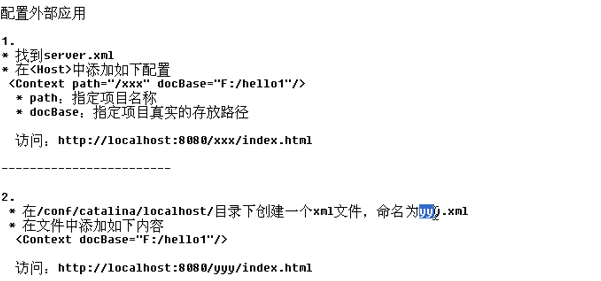 配置外部应用
1.
* 找到server.xml
* 在<Host>中添加如下配置
<Context path="/xxx" docBase="F:/hello1"/>
* path：指定项目名称
* docBase：指定项目真实的存放路径
访问：http://localhost:8080/xxx/index.html
------------------------
2.
* 在/conf/catalina/localhost/目录下创建一个xml文件，命名为yyy.xml
* 在文件中添加如下内容
<Context docBase="F:/hello1"/>
访问：http://localhost:8080/yyy/index.html